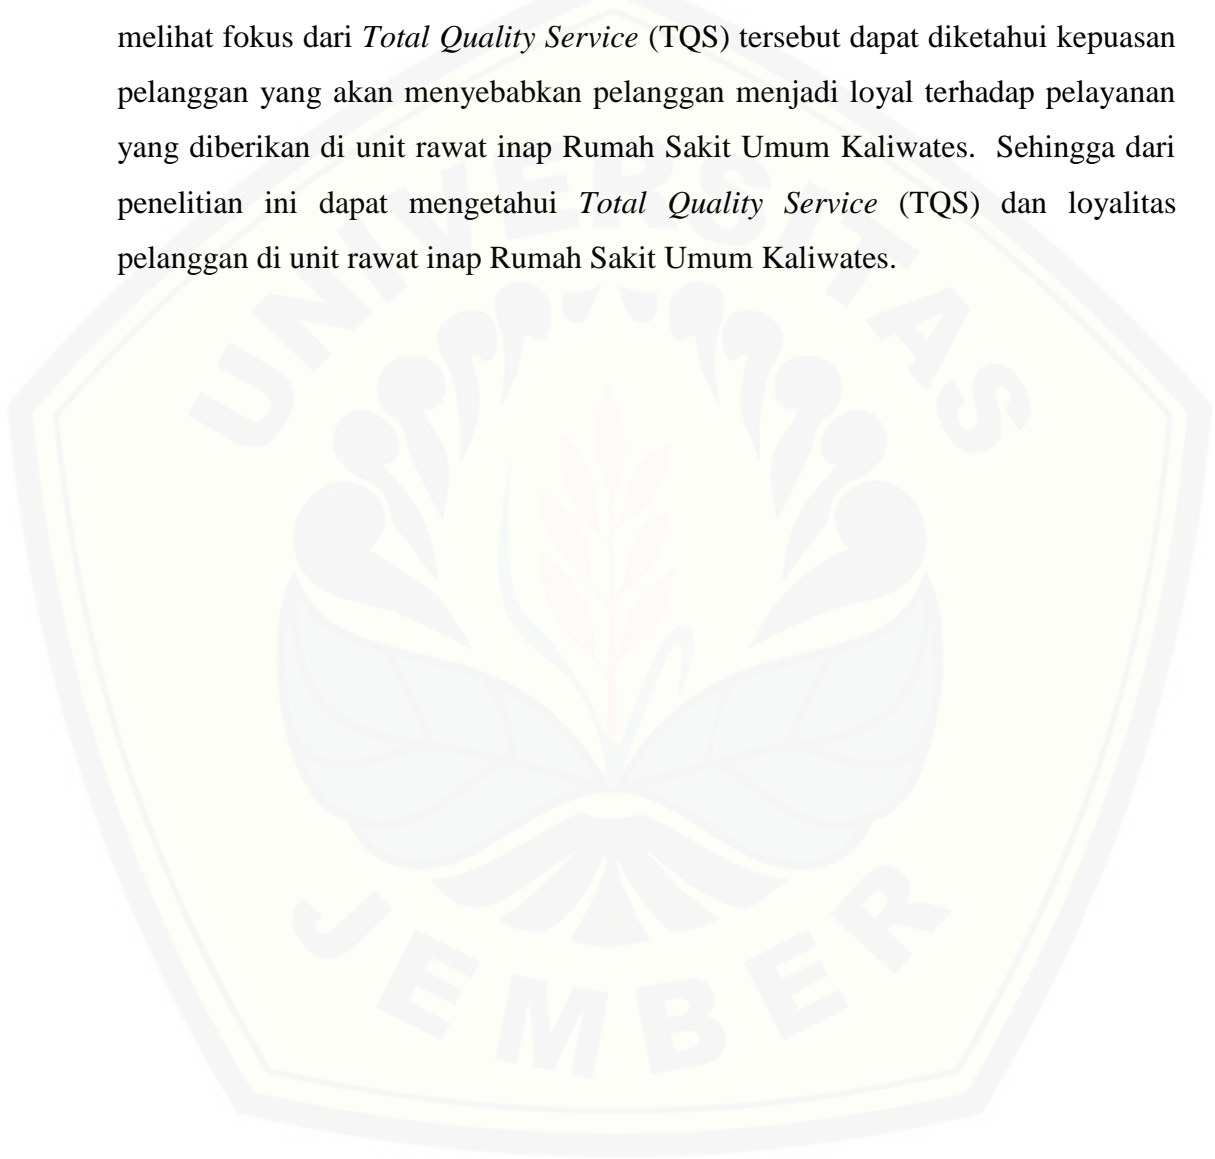 melihat fokus dari Total Quality Service (TQS) tersebut dapat diketahui kepuasan
pelanggan yang akan menyebabkan pelanggan menjadi loyal terhadap pelayanan
yang diberikan di unit rawat inap Rumah Sakit Umum Kaliwates. Sehingga dari
penelitian ini dapat mengetahui Total Quality Service (TQS) dan loyalitas
pelanggan di unit rawat inap Rumah Sakit Umum Kaliwates.
UNIVERSITAS
JEMBER